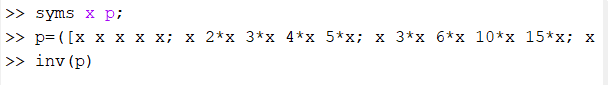 >> syms x p;
>> p=([x x x x x; x 2*x 3*x 4*x 5*x; x 3*x 6*x 10*x 15*x; x
>> inv(p)